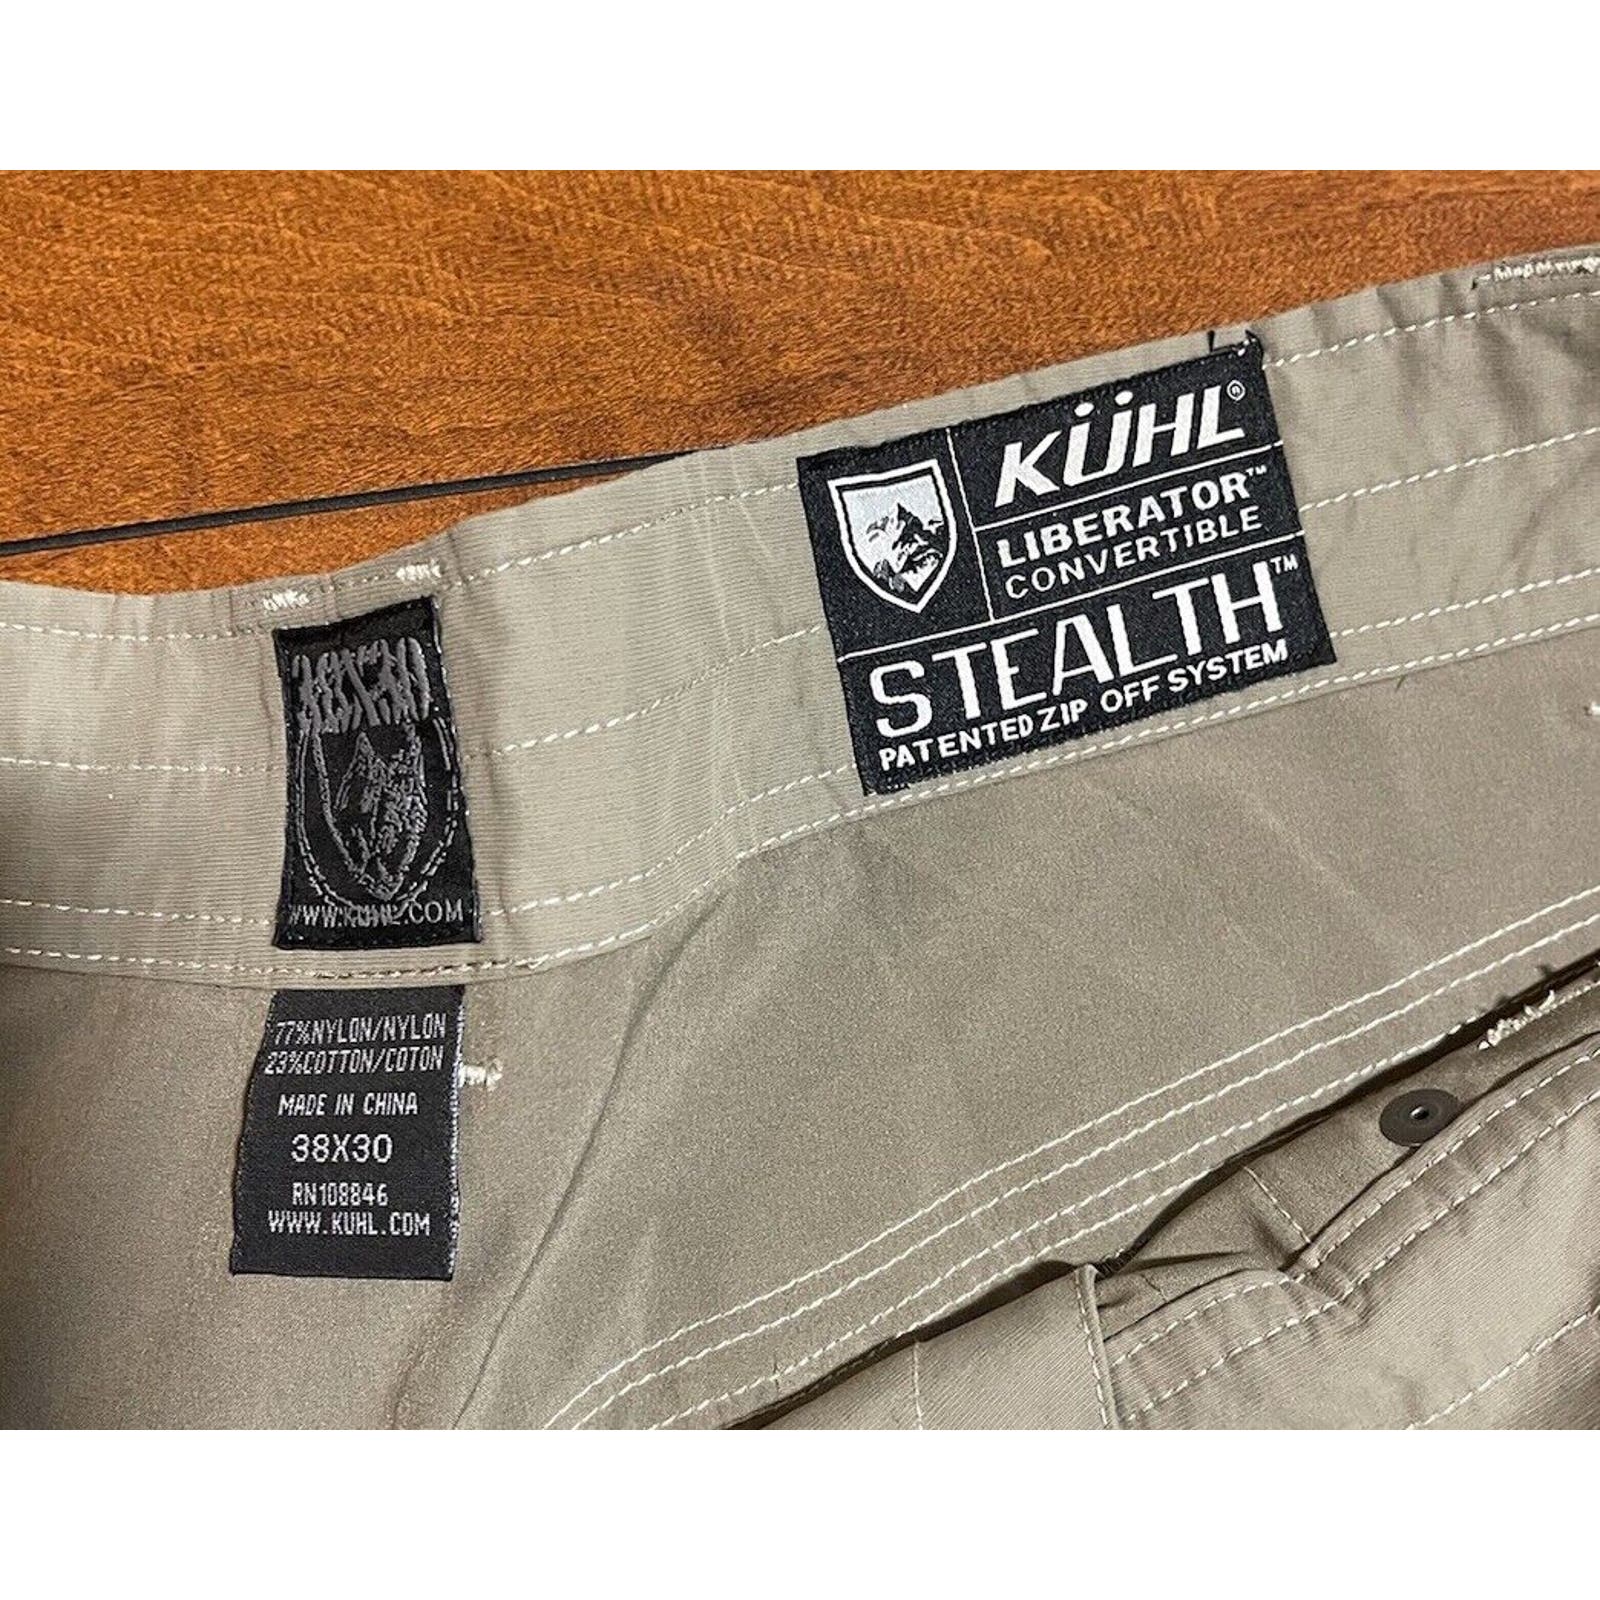 KÜHL®
LIBERATOR™
CONVERTIBLE
STEALTH™
PATENTED ZIP OFF SYSTEM
WWW.KUHL.COM
77%NYLON/NYLON
23%COTTON/COTON
MADE IN CHINA
38X30
RN108846
WWW.KUHL.COM